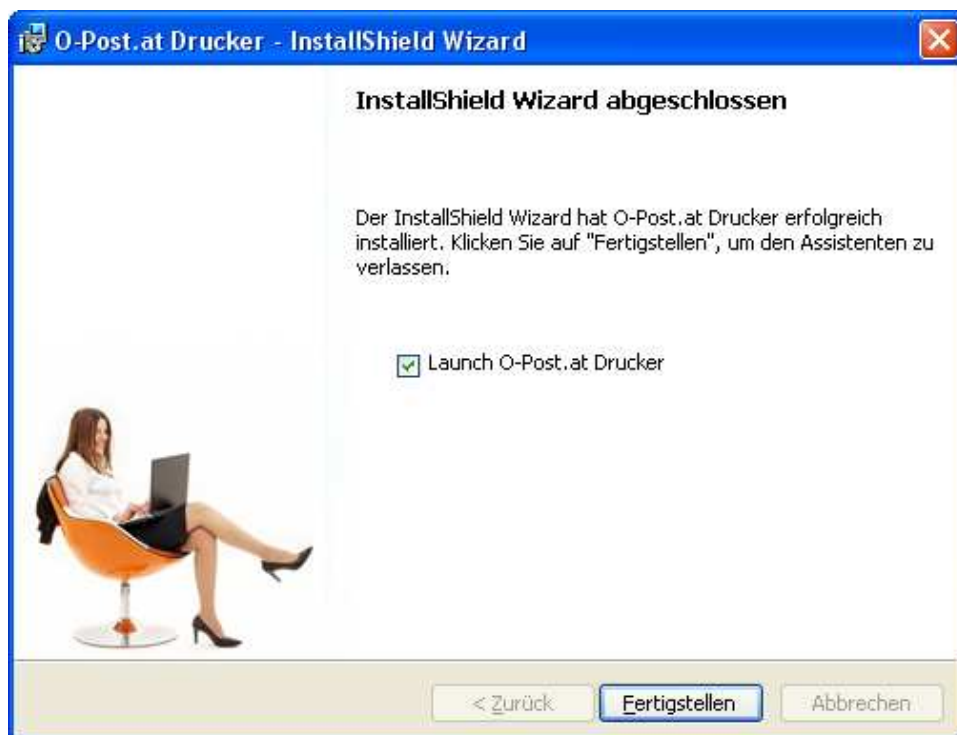 O-Post.at Drucker - InstallShield Wizard
InstallShield Wizard abgeschlossen
Der InstallShield Wizard hat O-Post.at Drucker erfolgreich
installiert. Klicken Sie auf "Fertigstellen", um den Assistenten zu
verlassen.
Launch O-Post.at Drucker
< Zurück
Fertigstellen
Abbrechen